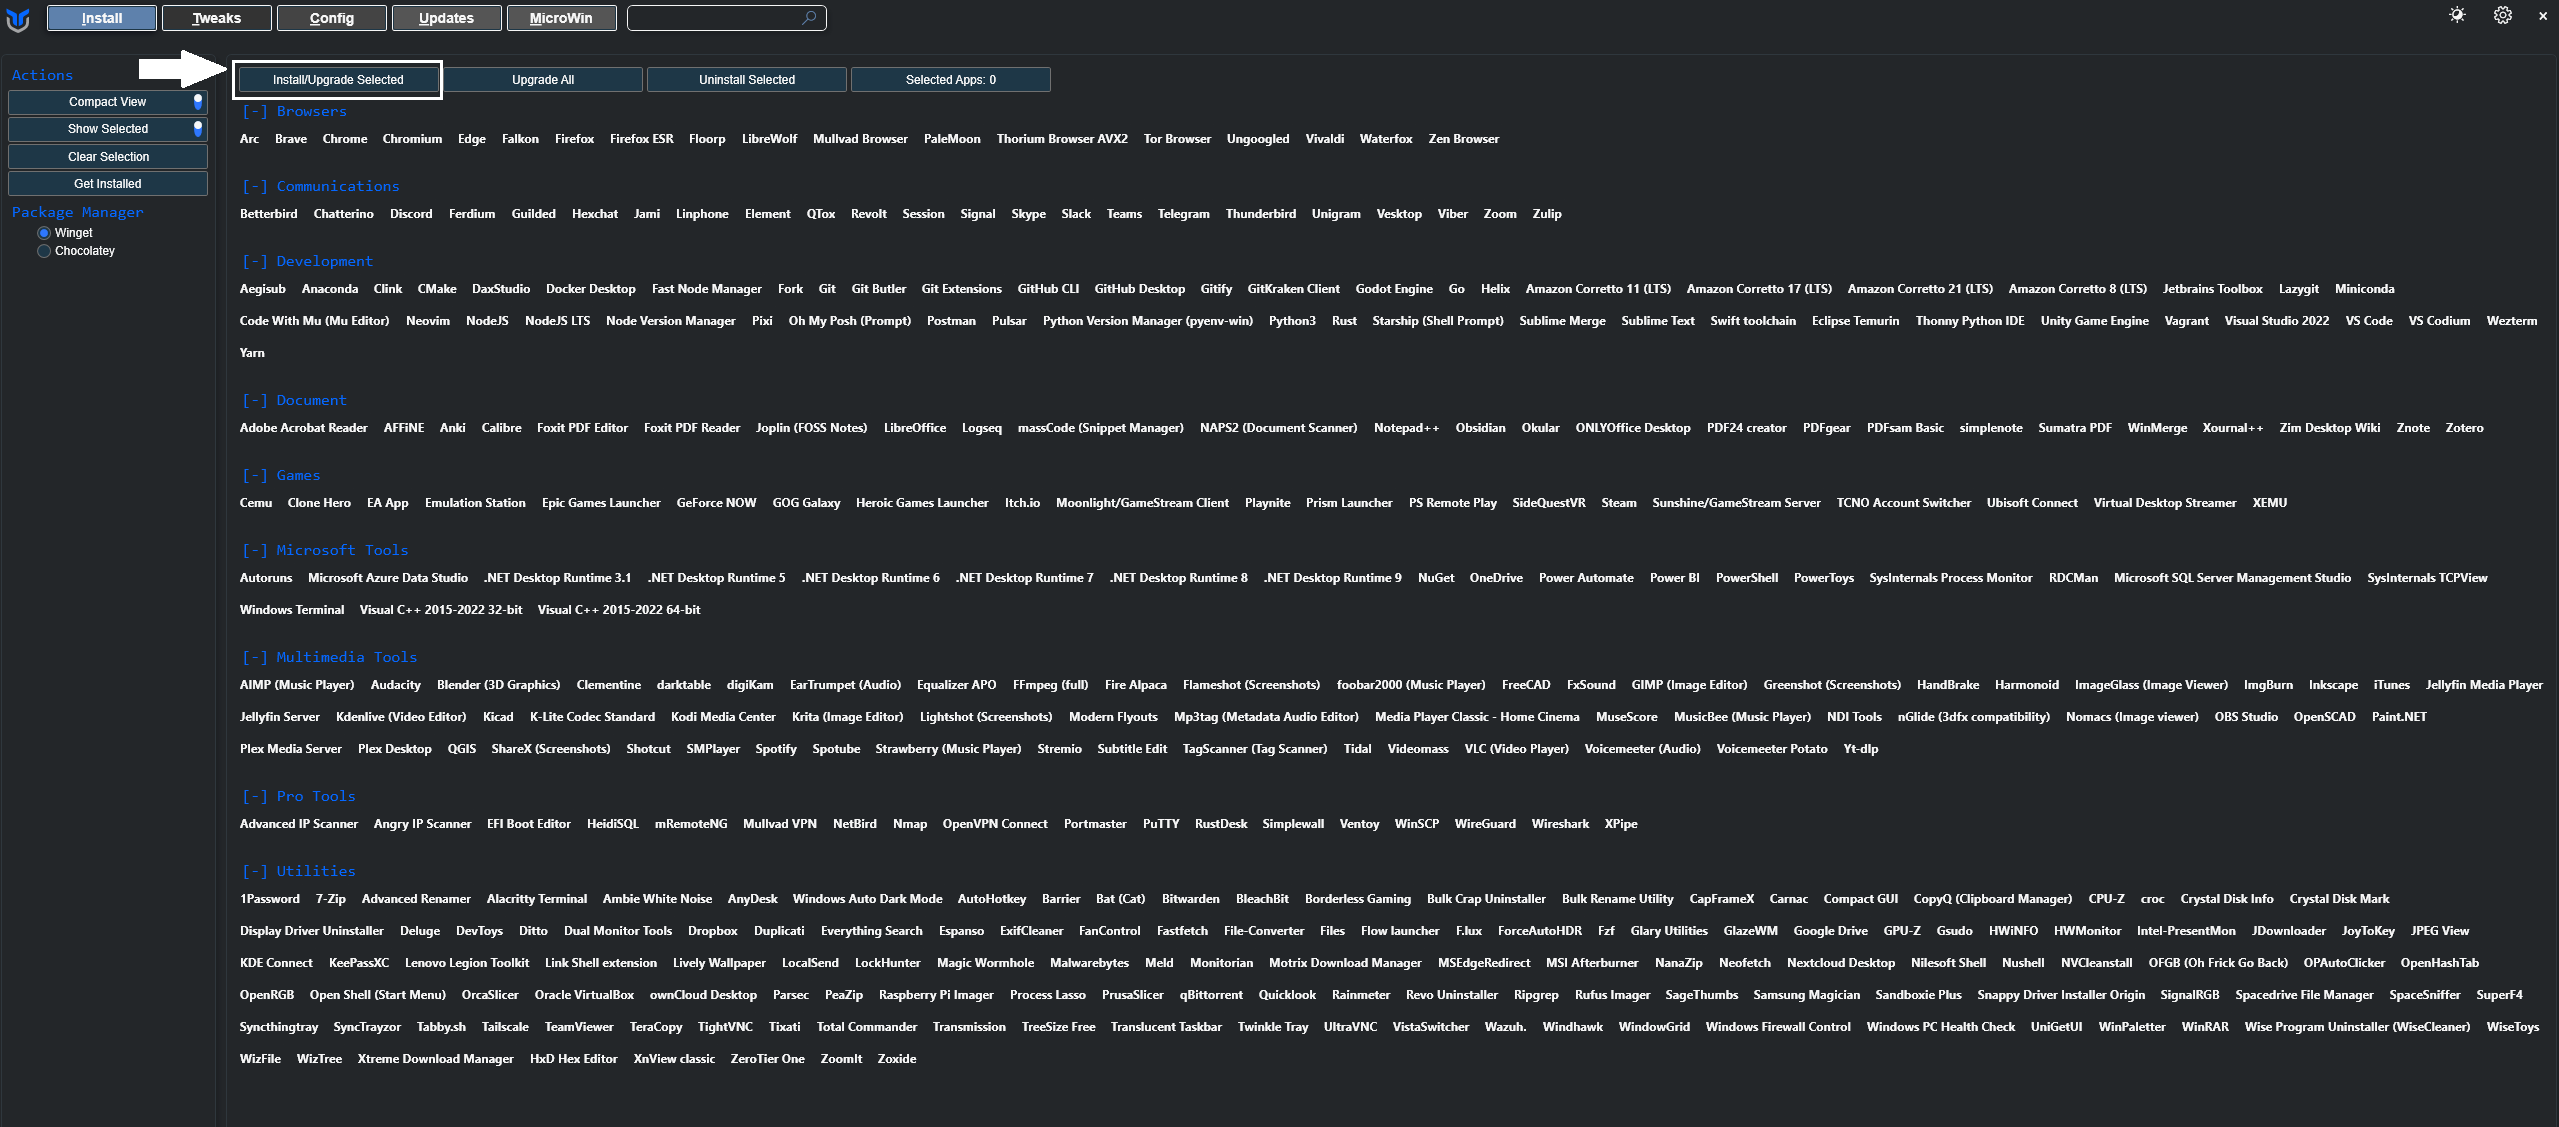 Install Tweaks Config Updates MicroWin
Actions
Compact View
Show Selected
Clear Selection
Get Installed
Package Manager
Winget
Chocolatey
Install/Upgrade Selected Upgrade All Uninstall Selected Selected Apps: 0
[-] Browsers
Arc Brave Chrome Chromium Edge Falkon Firefox Firefox ESR Floorp LibreWolf Mullvad Browser PaleMoon Thorium Browser AVX2 Tor Browser Ungoogled Vivaldi Waterfox Zen Browser
[-] Communications
Betterbird Chatterino Discord Ferdium Guilded Hexchat Jami Linphone Element QTox Revolt Session Signal Skype Slack Teams Telegram Thunderbird Unigram Vesktop Viber Zoom Zulip
[-] Development
Aegisub Anaconda Clink CMake DaxStudio Docker Desktop Fast Node Manager Fork Git Git Butler Git Extensions GitHub CLI GitHub Desktop Gitify GitKraken Client Godot Engine Go Helix Amazon Corretto 11 (LTS) Amazon Corretto 17 (LTS) Amazon Corretto 21 (LTS) Amazon Corretto 8 (LTS) Jetbrains Toolbox Lazygit Miniconda
Code With Mu (Mu Editor) Neovim NodeJS NodeJS LTS Node Version Manager Pixi Oh My Posh (Prompt) Postman Pulsar Python Version Manager (pyenv-win) Python3 Rust Starship (Shell Prompt) Sublime Merge Sublime Text Swift toolchain Eclipse Temurin Thonny Python IDE Unity Game Engine Vagrant Visual Studio 2022 VS Code VS Codium Wezterm
Yarn
[-] Document
Adobe Acrobat Reader AFFiNE Anki Calibre Foxit PDF Editor Foxit PDF Reader Joplin (FOSS Notes) LibreOffice Logseq massCode (Snippet Manager) NAPS2 (Document Scanner) Notepad++ Obsidian Okular ONLYOffice Desktop PDF24 creator PDFgear PDFsam Basic simplenote Sumatra PDF WinMerge Xournal++ Zim Desktop Wiki Znote Zotero
[-] Games
Cemu Clone Hero EA App Emulation Station Epic Games Launcher GeForce NOW GOG Galaxy Heroic Games Launcher Itch.io Moonlight/GameStream Client Playnite Prism Launcher PS Remote Play SideQuestVR Steam Sunshine/GameStream Server TCNO Account Switcher Ubisoft Connect Virtual Desktop Streamer XEMU
[-] Microsoft Tools
Autoruns Microsoft Azure Data Studio .NET Desktop Runtime 3.1 .NET Desktop Runtime 5 .NET Desktop Runtime 6 .NET Desktop Runtime 7 .NET Desktop Runtime 8 .NET Desktop Runtime 9 NuGet OneDrive Power Automate Power BI PowerShell PowerToys SysInternals Process Monitor RDCMan Microsoft SQL Server Management Studio SysInternals TCPView
Windows Terminal Visual C++ 2015-2022 32-bit Visual C++ 2015-2022 64-bit
[-] Multimedia Tools
AIMP (Music Player) Audacity Blender (3D Graphics) Clementine darktable digiKam EarTrumpet (Audio) Equalizer APO FFmpeg (full) Fire Alpaca Flameshot (Screenshots) foobar2000 (Music Player) FreeCAD FxSound GIMP (Image Editor) Greenshot (Screenshots) HandBrake Harmonoid ImageGlass (Image Viewer) ImgBurn Inkscape iTunes Jellyfin Media Player
Jellyfin Server Kdenlive (Video Editor) Kicad K-Lite Codec Standard Kodi Media Center Krita (Image Editor) Lightshot (Screenshots) Modern Flyouts Mp3tag (Metadata Audio Editor) Media Player Classic - Home Cinema MuseScore MusicBee (Music Player) NDI Tools nGlide (3dfx compatibility) Nomacs (Image viewer) OBS Studio OpenSCAD Paint.NET
Plex Media Server Plex Desktop QGIS ShareX (Screenshots) Shotcut SMPlayer Spotify Spotube Strawberry (Music Player) Stremio Subtitle Edit TagScanner (Tag Scanner) Tidal Videomass VLC (Video Player) Voicemeeter (Audio) Voicemeeter Potato Yt-dlp
[-] Pro Tools
Advanced IP Scanner Angry IP Scanner EFI Boot Editor HeidiSQL mRemoteNG Mullvad VPN NetBird Nmap OpenVPN Connect Portmaster PuTTY RustDesk Simplewall Ventoy WinSCP WireGuard Wireshark XPipe
[-] Utilities
1Password 7-Zip Advanced Renamer Alacritty Terminal Ambie White Noise AnyDesk Windows Auto Dark Mode AutoHotkey Barrier Bat (Cat) Bitwarden BleachBit Borderless Gaming Bulk Crap Uninstaller Bulk Rename Utility CapFrameX Carnac Compact GUI CopyQ (Clipboard Manager) CPU-Z croc Crystal Disk Info Crystal Disk Mark
Display Driver Uninstaller Deluge DevToys Ditto Dual Monitor Tools Dropbox Duplicati Everything Search Espanso ExifCleaner FanControl Fastfetch File-Converter Files Flow launcher F.lux ForceAutoHDR Fzf Glary Utilities GlazeWM Google Drive GPU-Z Gsudo HWiNFO HWMonitor Intel-PresentMon JDownloader JoyToKey JPEG View
KDE Connect KeePassXC Lenovo Legion Toolkit Link Shell extension Lively Wallpaper LocalSend LockHunter Magic Wormhole Malwarebytes Meld Monitorian Motrix Download Manager MSEdgeRedirect MSI Afterburner NanaZip Neofetch Nextcloud Desktop Nilesoft Shell Nushell NVCleanstall OFGB (Oh Frick Go Back) OPAutoClicker OpenHashTab
OpenRGB Open Shell (Start Menu) OrcaSlicer Oracle VirtualBox ownCloud Desktop Parsec PeaZip Raspberry Pi Imager Process Lasso PrusaSlicer qBittorrent Quicklook Rainmeter Revo Uninstaller Ripgrep Rufus Imager SageThumbs Samsung Magician Sandboxie Plus Snappy Driver Installer Origin SignalRGB Spacedrive File Manager SpaceSniffer SuperF4
Syncthingtray SyncTrayzor Tabby.sh Tailscale TeamViewer TeraCopy TightVNC Tixati Total Commander Transmission TreeSize Free Translucent Taskbar Twinkle Tray UltraVNC VistaSwitcher Wazuh. Windhawk WindowGrid Windows Firewall Control Windows PC Health Check UniGetUI WinPaletter WinRAR Wise Program Uninstaller (WiseCleaner) WiseToys
WizFile WizTree Xtreme Download Manager HxD Hex Editor XnView classic ZeroTier One ZoomIt Zoxide